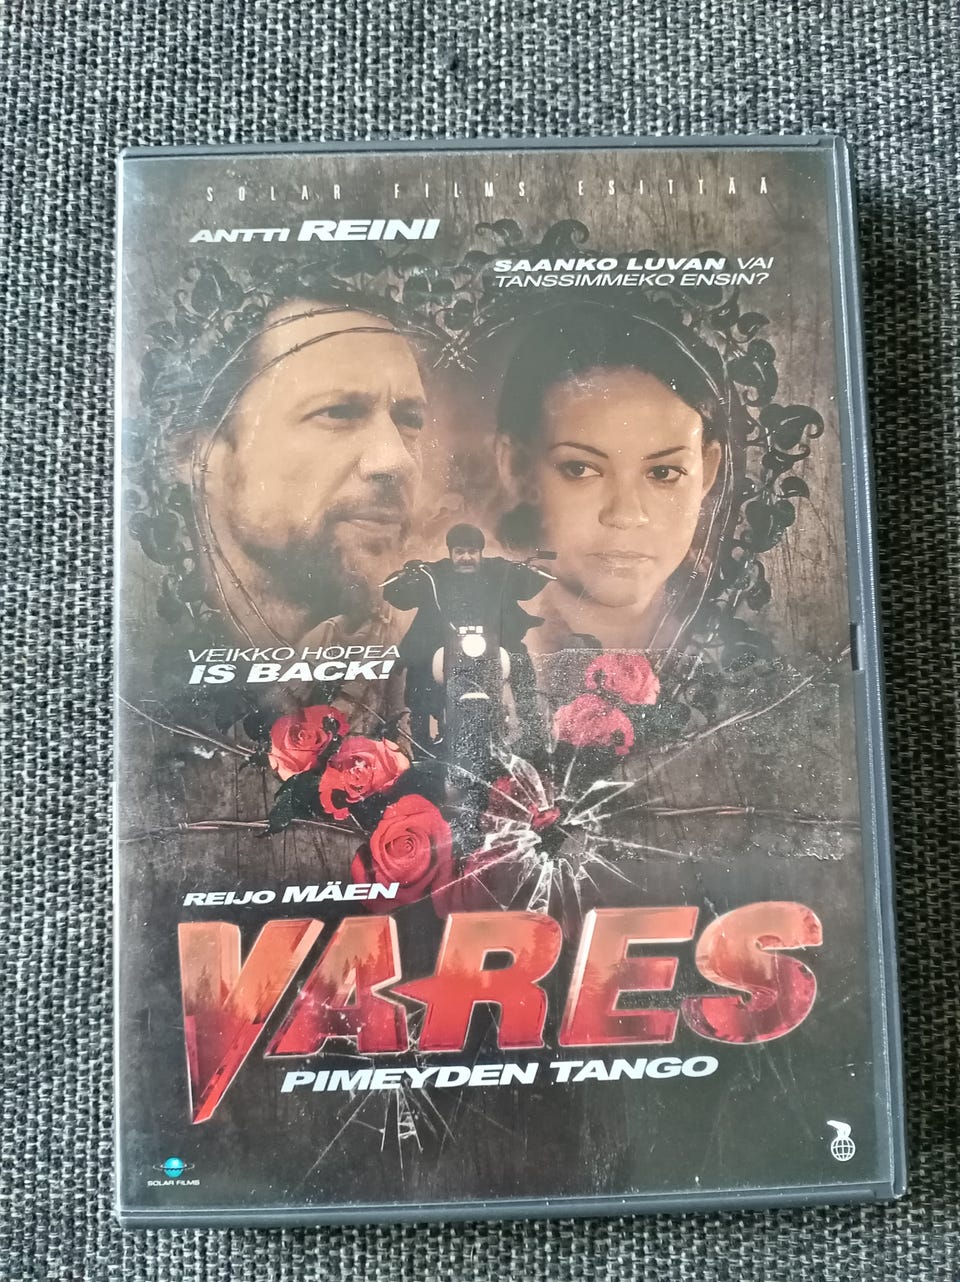 SOLAR FILMS ESITTÄÄ
ANTTI REINI
SAANKO LUVAN VAI
TANSSIMMEKO ENSIN?
VEIKKO HOPEA
IS BACK!
REIJO MÄEN
VARES
PIMEYDEN TANGO
SOLAR FILMS